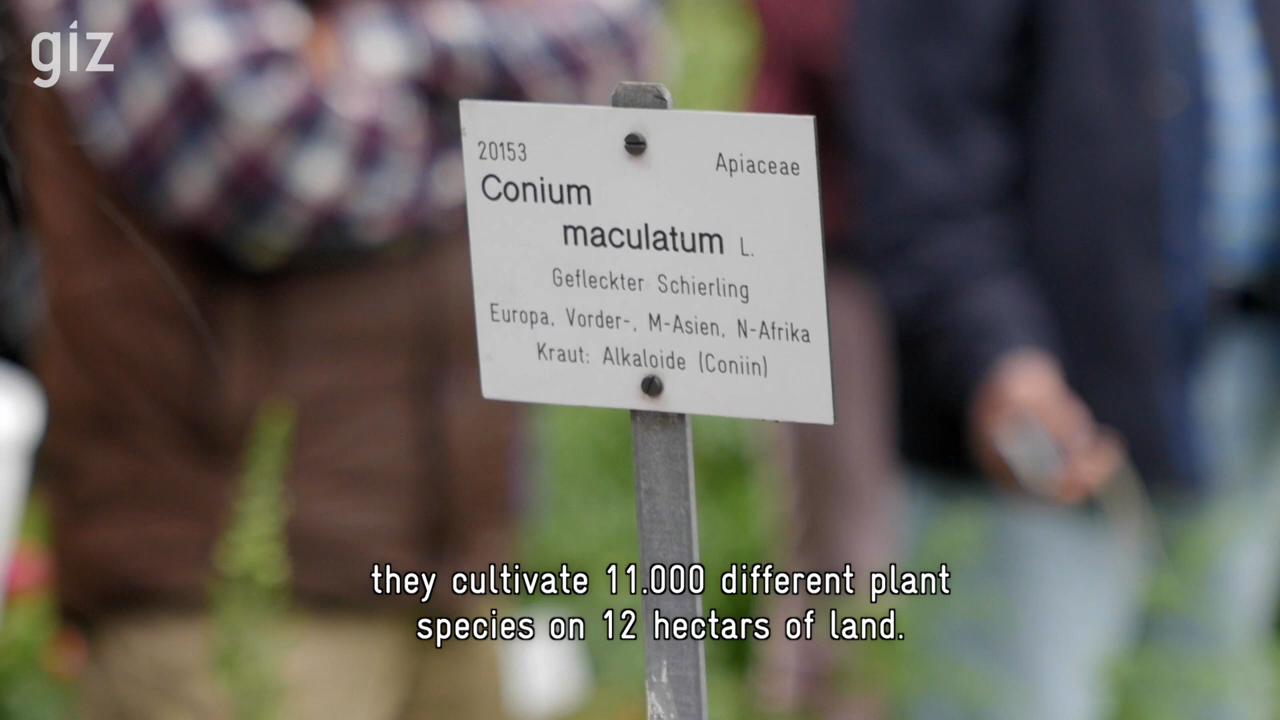 giz
20153
Apiaceae
Conium
maculatum L.
Gefleckter Schierling
Europa, Vorder-, M-Asien, N-Afrika
Kraut: Alkaloide (Coniin)
they cultivate 11.000 different plant
species on 12 hectars of land.